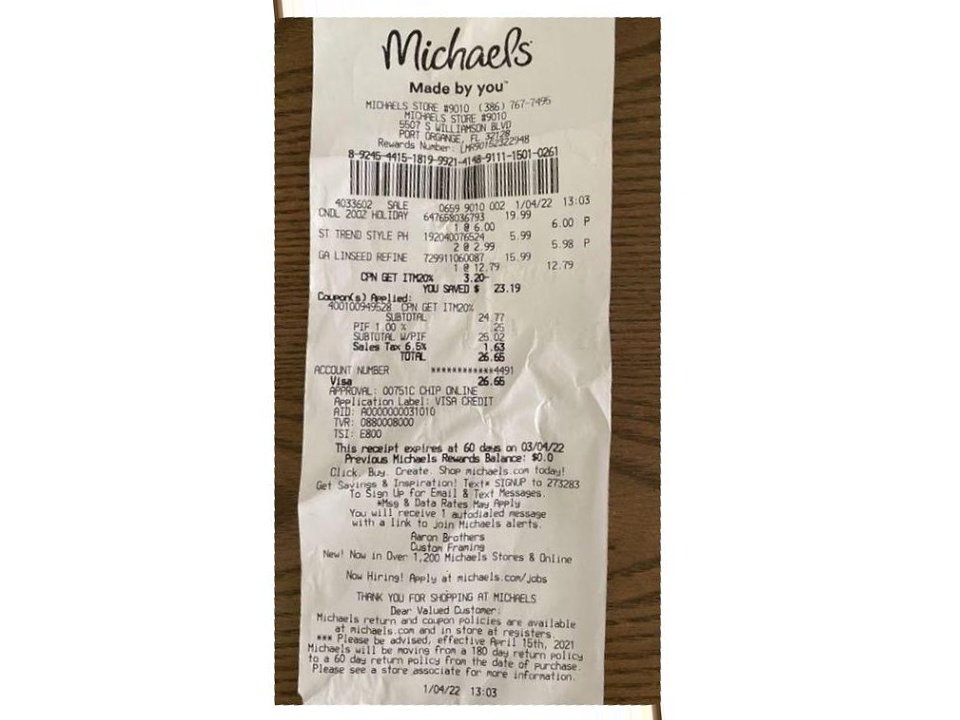 Michaels
Made by you™
MICHAELS STORE #9010 (386) 767-7495
MICHAELS STORE #9010
5507 S WILLIAMSON BLVD
PORT ORGANGE, FL 32128
Rewards Number: LMR90162322948
8-9245-4415-1819-9921-4148-9111-1501-0261
4033602 SALE 0659 9010 002 1/04/22 13:03
CNDL 200Z HOLIDAY 647658036793 19.99
1 @ 6.00 6.00 P
ST TREND STYLE PH 192040076524 5.99
2 @ 2.99 5.98 P
GA LINSEED REFINE 729911060087 15.99
1 @ 12.79 12.79
CPN GET ITM20% 3.20-
YOU SAVED $ 23.19
Coupon(s) Applied:
400100949528 CPN GET ITM20%
SUBTOTAL 24.77
PIF 1.00 % .25
SUBTOTAL W/PIF 25.02
Sales Tax 6.5% 1.63
TOTAL 26.65
ACCOUNT NUMBER ************4491
Visa 26.65
APPROVAL: 00751C CHIP ONLINE
Application Label: VISA CREDIT
AID: A0000000031010
TVR: 0880008000
TSI: E800
This receipt expires at 60 days on 03/04/22
Previous Michaels Rewards Balance: $0.0
Click. Buy. Create. Shop michaels.com today!
Get Savings & Inspiration! Text* SIGNUP to 273283
To Sign Up for Email & Text Messages.
*Msg & Data Rates May Apply
You will receive 1 autodialed message
with a link to join Michaels alerts.
Aaron Brothers
Custom Framing
New! Now in Over 1,200 Michaels Stores & Online
Now Hiring! Apply at michaels.com/jobs
THANK YOU FOR SHOPPING AT MICHAELS
Dear Valued Customer:
Michaels return and coupon policies are available
at michaels.com and in store at registers
*** Please be advised, effective April 15th, 2021
Michaels will be moving from a 180 day return policy
to a 60 day return policy from the date of purchase.
Please see a store associate for more information.
1/04/22 13:03